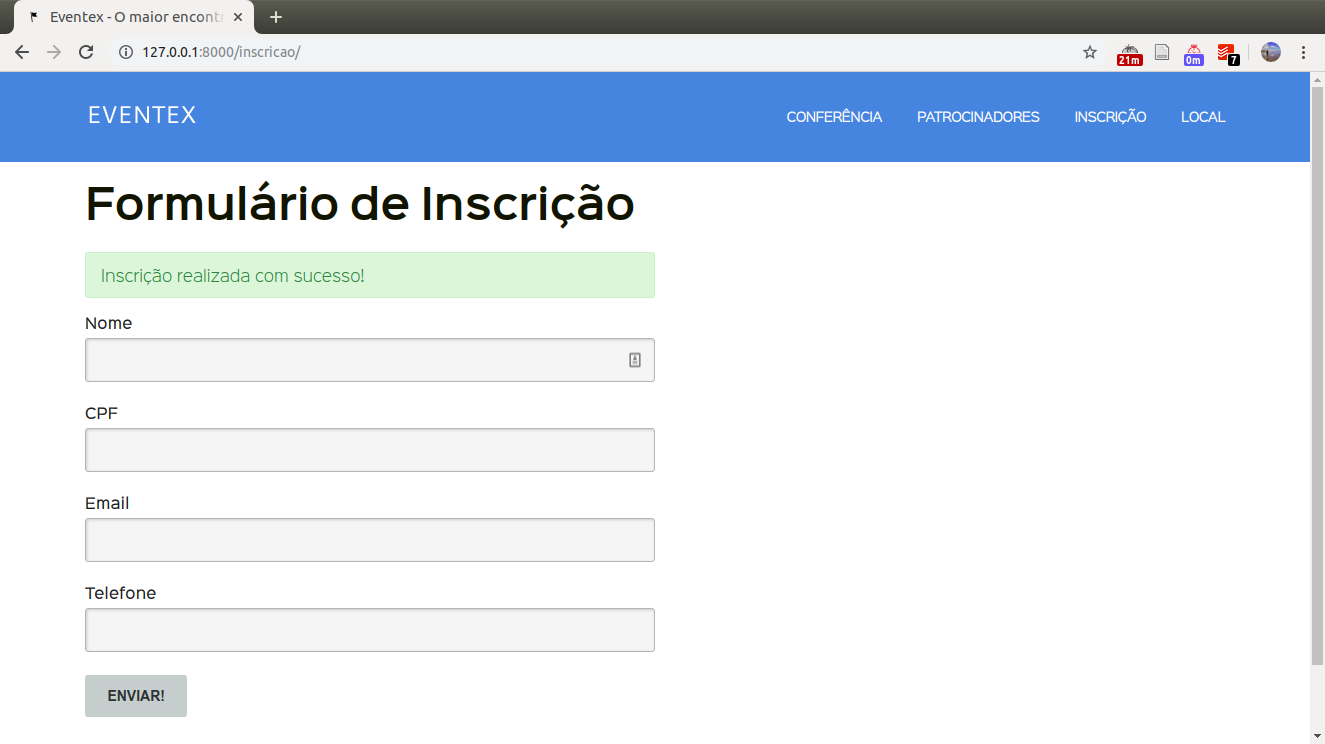 Eventex - O maior encont
127.0.0.1:8000/inscricao/
21m
0m
7
EVENTEX
CONFERÊNCIA PATROCINADORES INSCRIÇÃO LOCAL
Formulário de Inscrição
Inscrição realizada com sucesso!
Nome
CPF
Email
Telefone
ENVIAR!